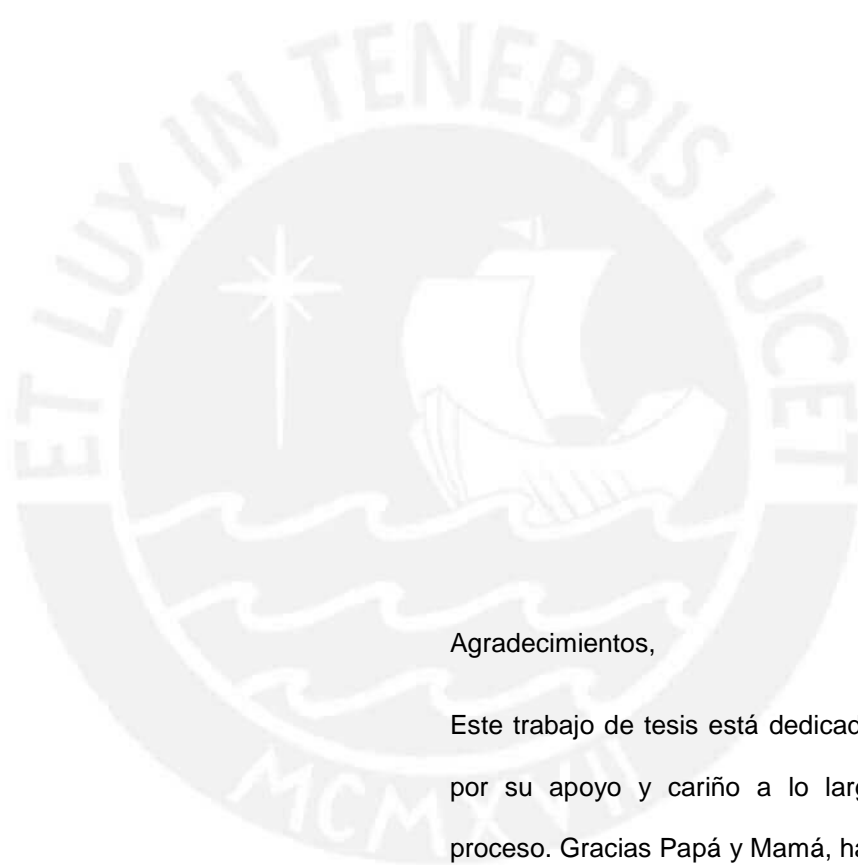 ET LUX IN TENEBRIS LUCET
MCMXVII
Agradecimientos,
Este trabajo de tesis está
por su apoyo y cariño a lo
proceso. Gracias Papá y Mamá,